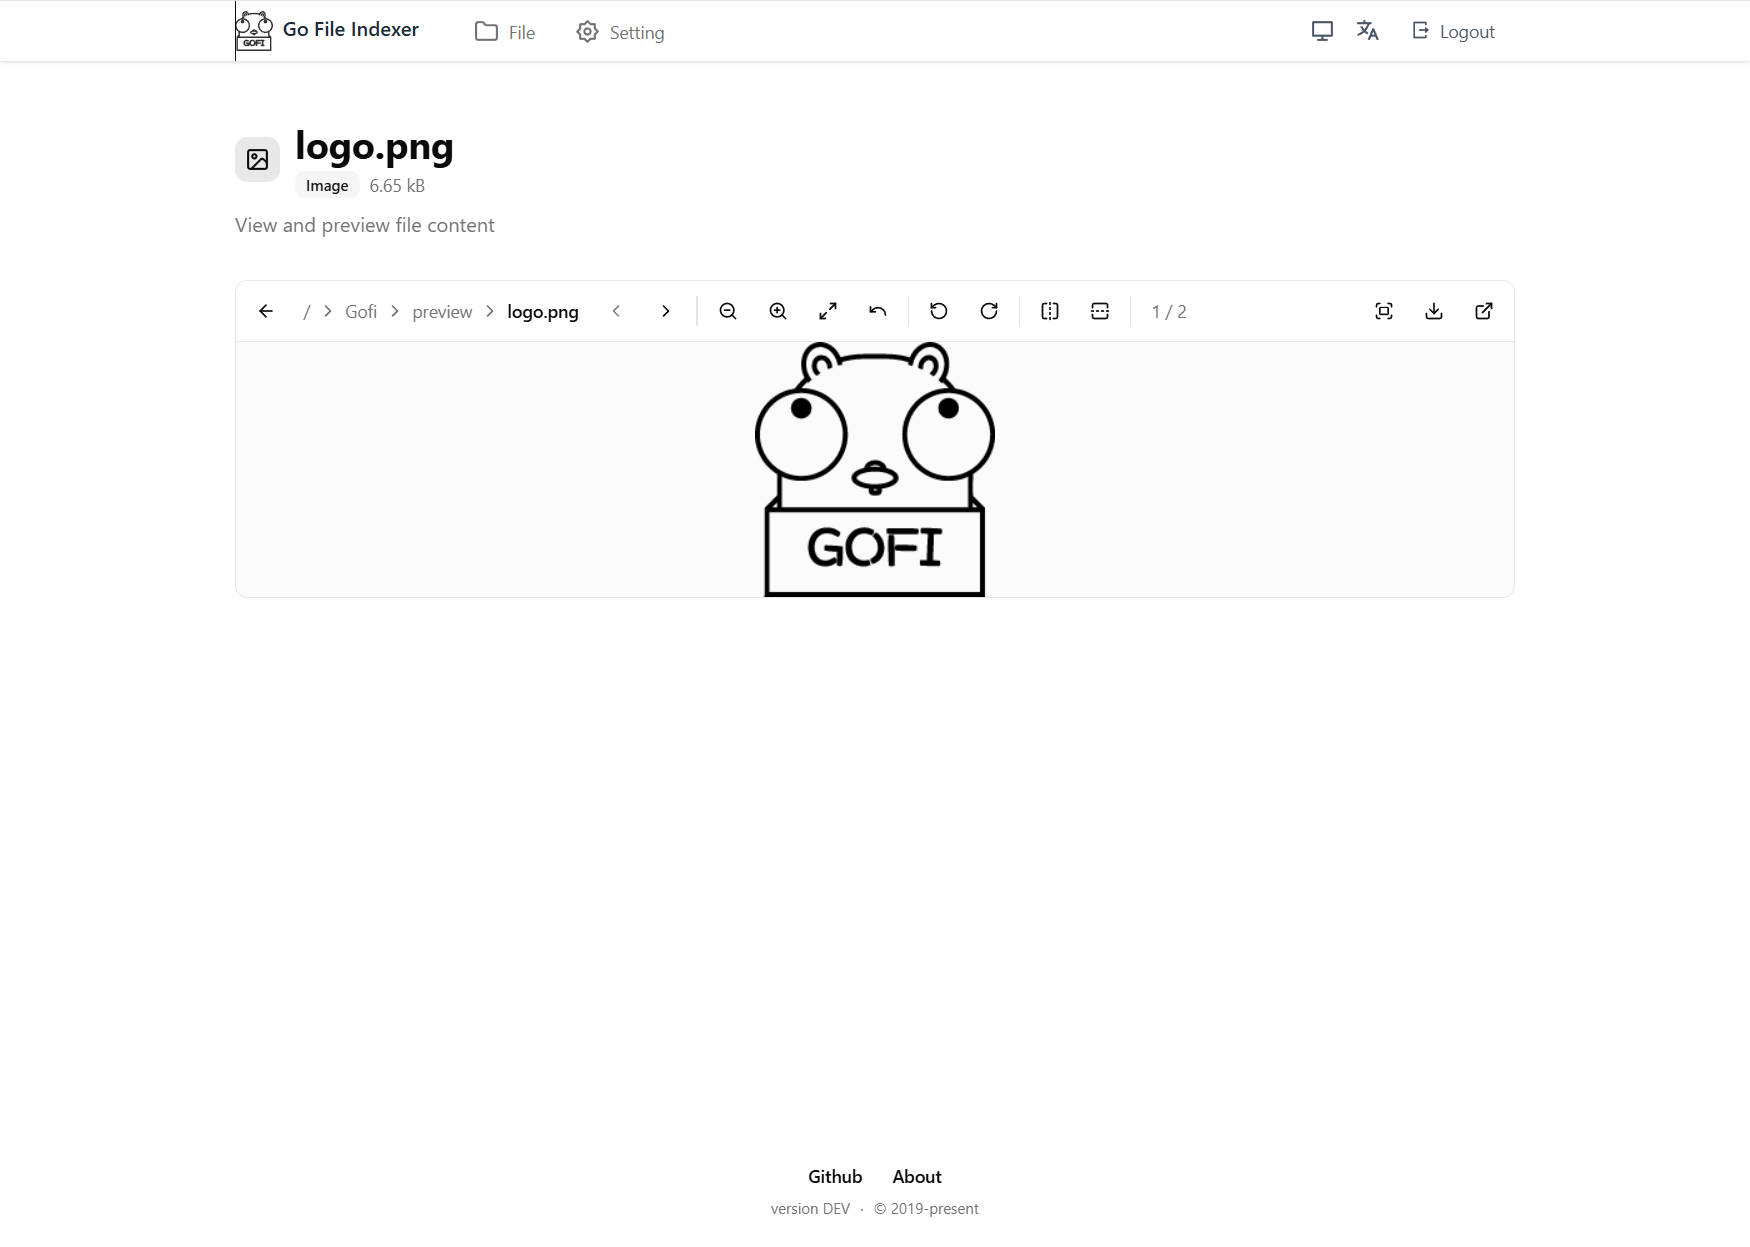 GOFI Go File Indexer File Setting Logout
logo.png
Image 6.65 kB
View and preview file content
/ Gofi preview logo.png 1 / 2
GOFI
Github About
version DEV · © 2019-present